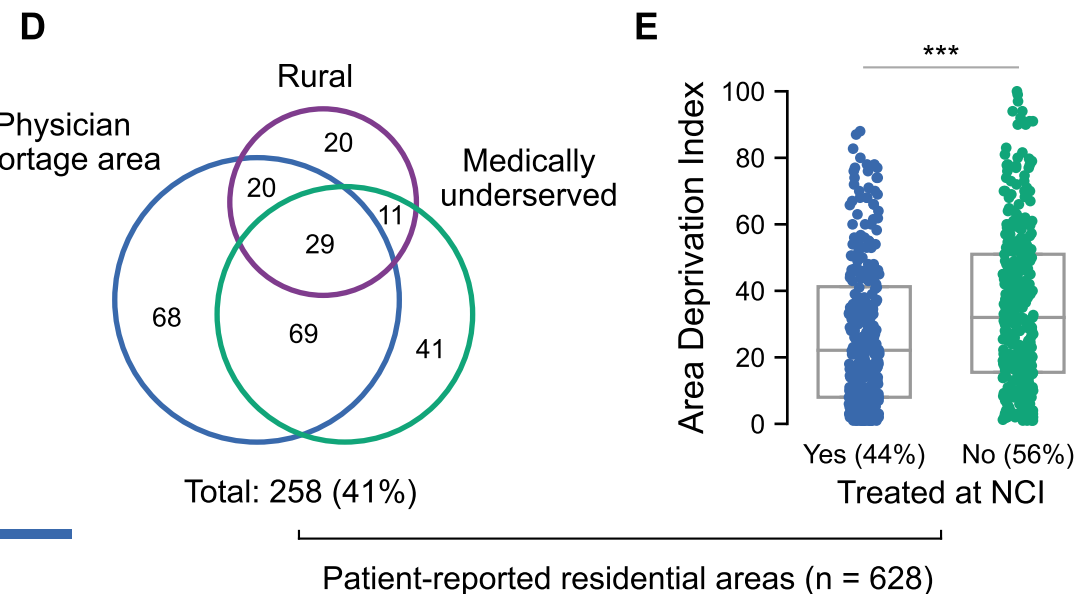 D
Rural
Physician
ortage area
Medically
underserved
20
20
11
29
68
69
41
Total: 258 (41%)
E
***
Area Deprivation Index
100
80
60
40
20
0
Yes (44%)
No (56%)
Treated at NCI
Patient-reported residential areas (n = 628)